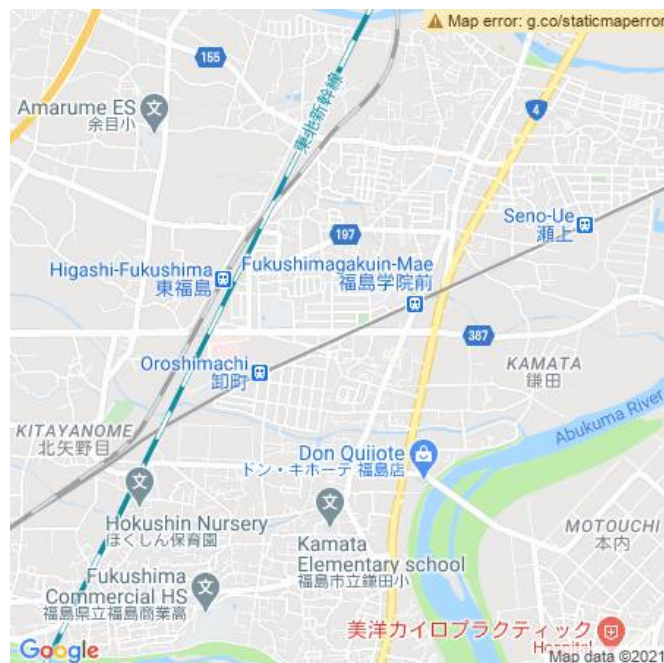 ⚠ Map error: g.co/staticmaperror
155
Amarume ES
余目小
東北新幹線
4
197
Seno-Ue
瀬上
Higashi-Fukushima
東福島
Fukushimagakuin-Mae
福島学院前
387
Oroshimachi
卸町
KAMATA
鎌田
KITAYANOME
北矢野目
Abukuma River
Don Quijote
ドン・キホーテ 福島店
Hokushin Nursery
ほくしん保育園
Kamata
Elementary school
福島市立鎌田小
MOTOUCHI
本内
Fukushima
Commercial HS
福島県立福島商業高
美洋カイロプラクティック
Hospital
Google
Map data ©2021